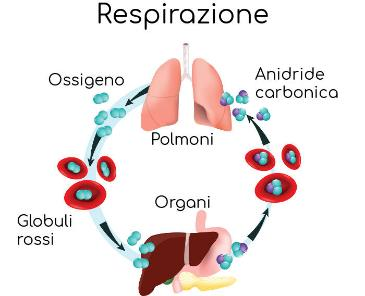 Respirazione
Ossigeno
Anidride
carbonica
Polmoni
Organi
Globuli
rossi